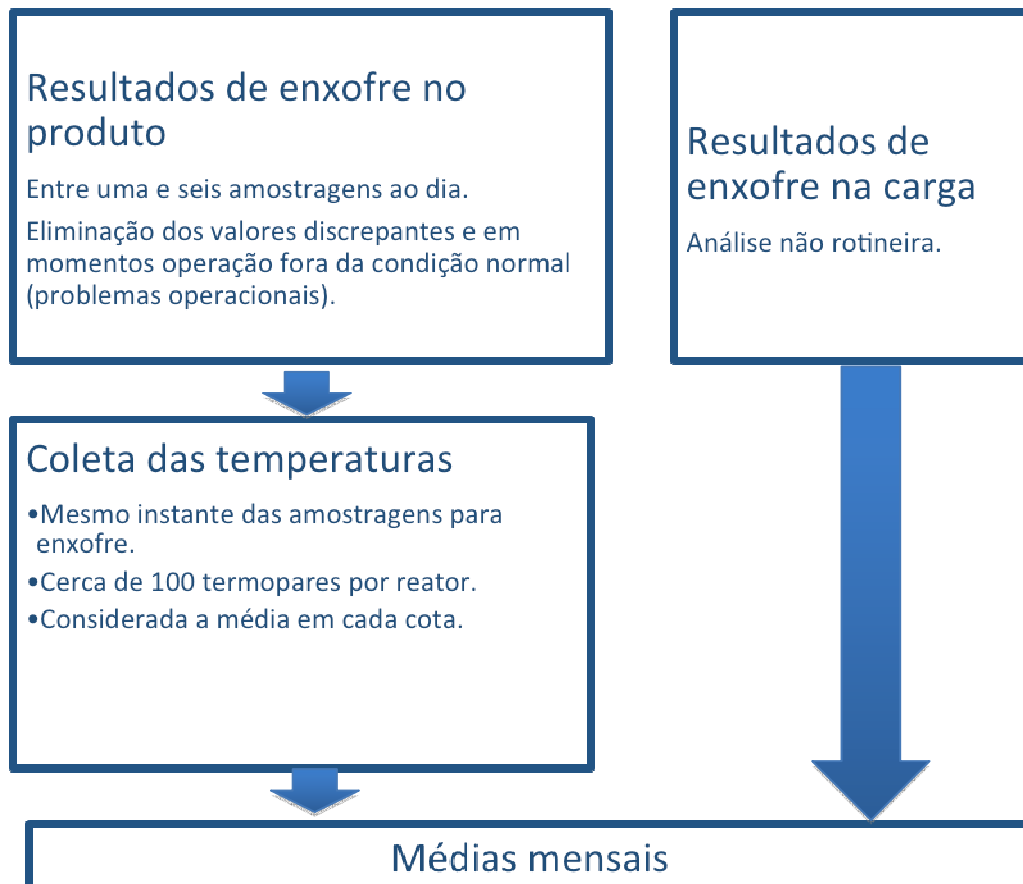 Resultados de enxofre no
produto
Entre uma e seis amostragens ao dia.
Eliminação dos valores discrepantes e em
momentos operação fora da condição normal
(problemas operacionais).
Resultados de
enxofre na carga
Análise não rotineira.
Coleta das temperaturas
•Mesmo instante das amostragens para
enxofre.
•Cerca de 100 termopares por reator.
•Considerada a média em cada cota.
Médias mensais